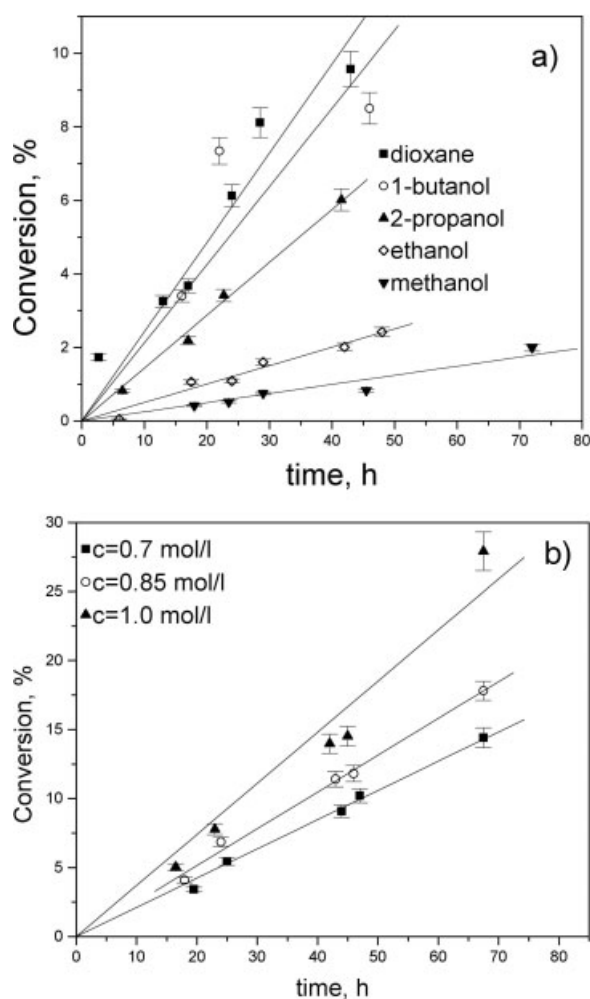 a)
10
8
6
4
2
0
Conversion, %
dioxane
1-butanol
2-propanol
ethanol
methanol
0 10 20 30 40 50 60 70 80
time, h
b)
c=0.7 mol/l
c=0.85 mol/l
c=1.0 mol/l
30
25
20
15
10
5
0
Conversion, %
0 10 20 30 40 50 60 70 80
time, h